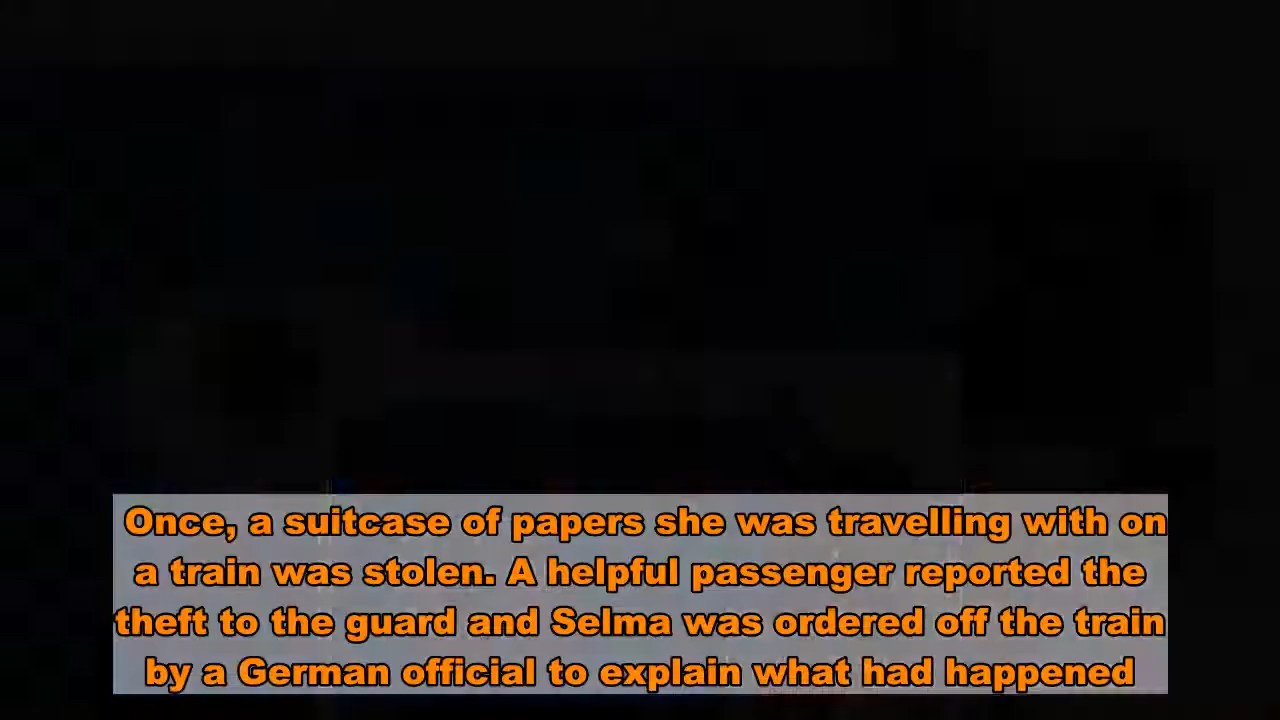 Once, a suitcase of papers she was travelling with on
a train was stolen. A helpful passenger reported the
theft to the guard and Selma was ordered off the train
by a German official to explain what had happened